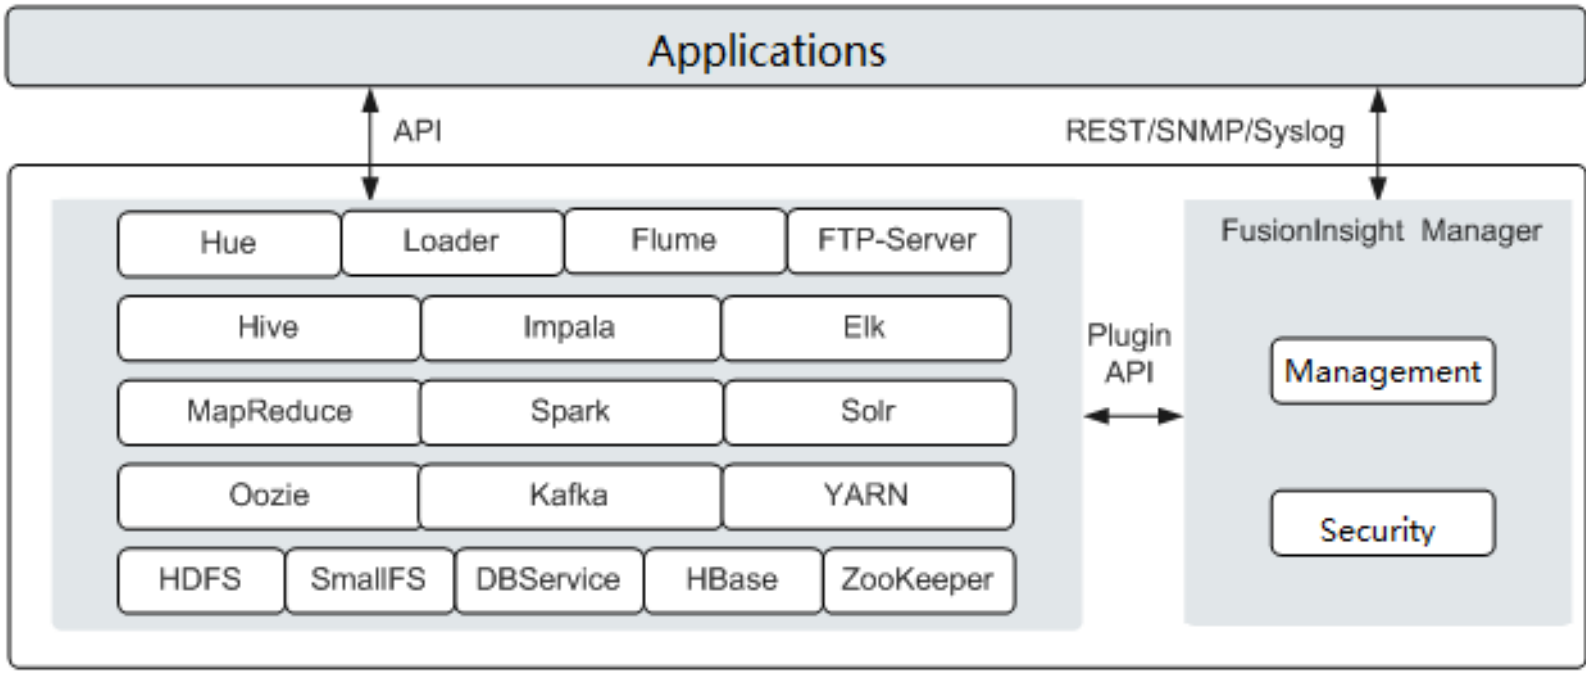 Applications
API
REST/SNMP/Syslog
Hue
Loader
Flume
FTP-Server
Hive
Impala
Elk
MapReduce
Spark
Solr
Oozie
Kafka
YARN
HDFS
SmallFS
DBService
HBase
ZooKeeper
Plugin
API
FusionInsight Manager
Management
Security